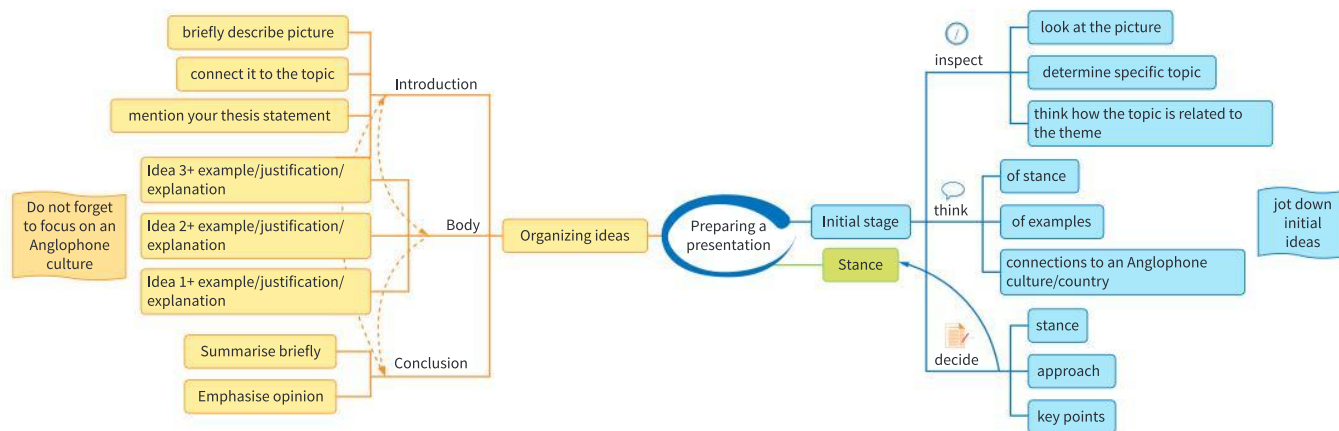 briefly describe picture
connect it to the topic
mention your thesis statement
Introduction
Idea 3+ example/justification/
explanation
Idea 2+ example/justification/
explanation
Idea 1+ example/justification/
explanation
Body
Do not forget
to focus on an
Anglophone
culture
Summarise briefly
Emphasise opinion
Conclusion
Organizing ideas
Preparing a
presentation
Initial stage
Stance
inspect
look at the picture
determine specific topic
think how the topic is related to
the theme
think
of stance
of examples
connections to an Anglophone
culture/country
jot down
initial
ideas
decide
stance
approach
key points